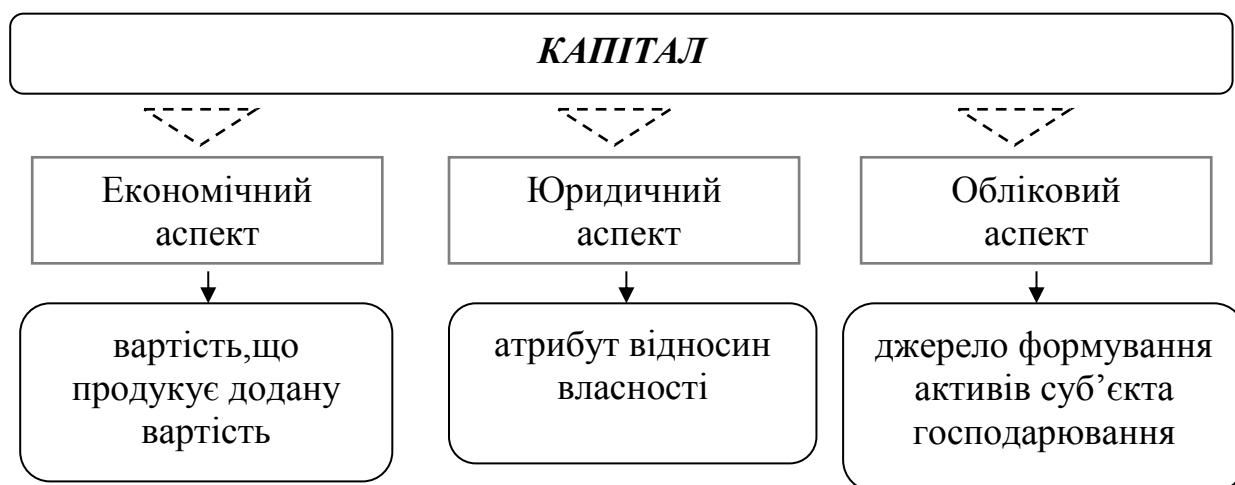 КАПІТАЛ
Економічний
аспект
Юридичний
аспект
Обліковий
аспект
вартість,що
продукує додану
вартість
атрибут відносин
власності
джерело формування
активів суб’єкта
господарювання